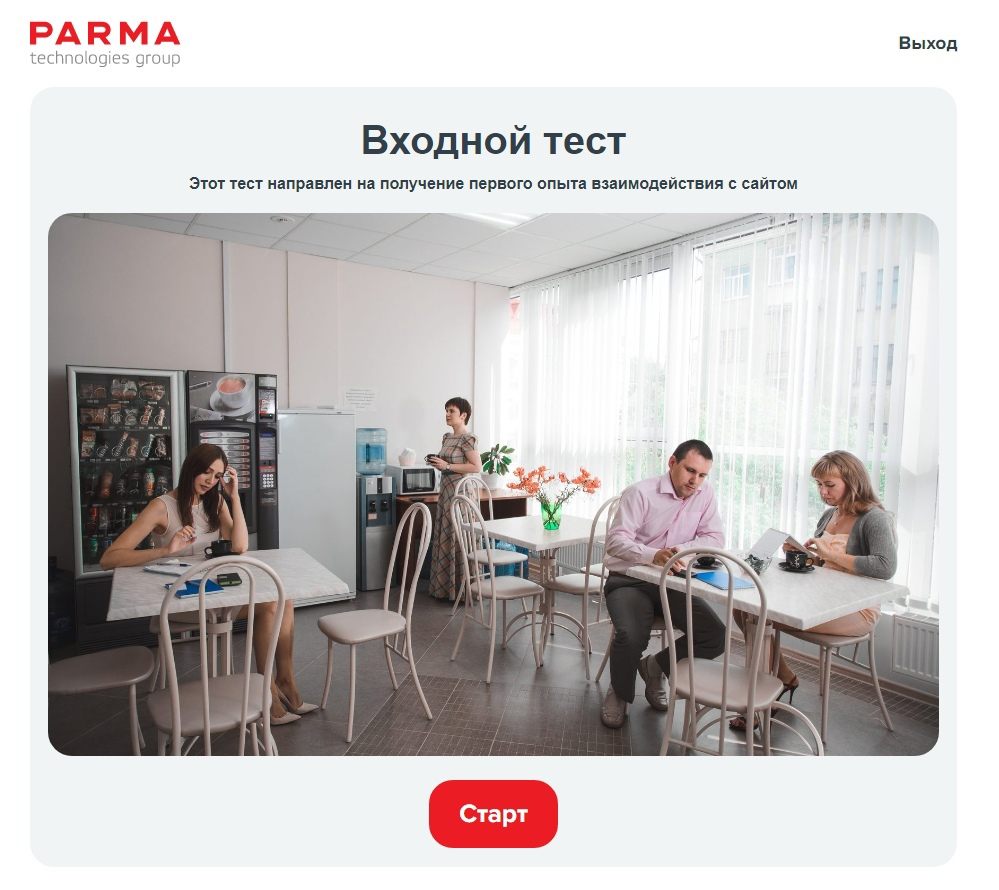 PARMA
technologies group
Выход
Входной тест
Этот тест направлен на получение первого опыта взаимодействия с сайтом
Старт